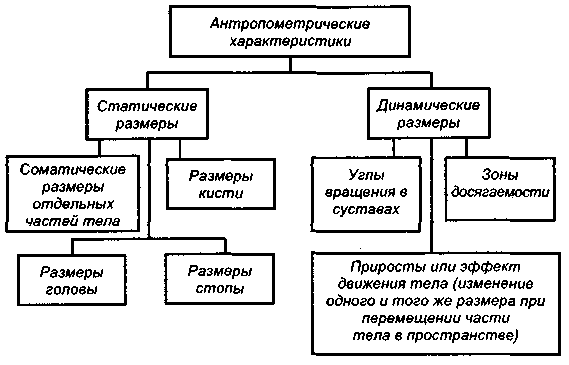 Антропометрические
характеристики
Статические
размеры
Динамические
размеры
Соматические
размеры
отдельных
частей тела
Размеры
кисти
Углы
вращения в
суставах
Зоны
досягаемости
Размеры
головы
Размеры
стопы
Приросты или эффект
движения тела (изменение
одного и того же размера при
перемещении части
тела в пространстве)